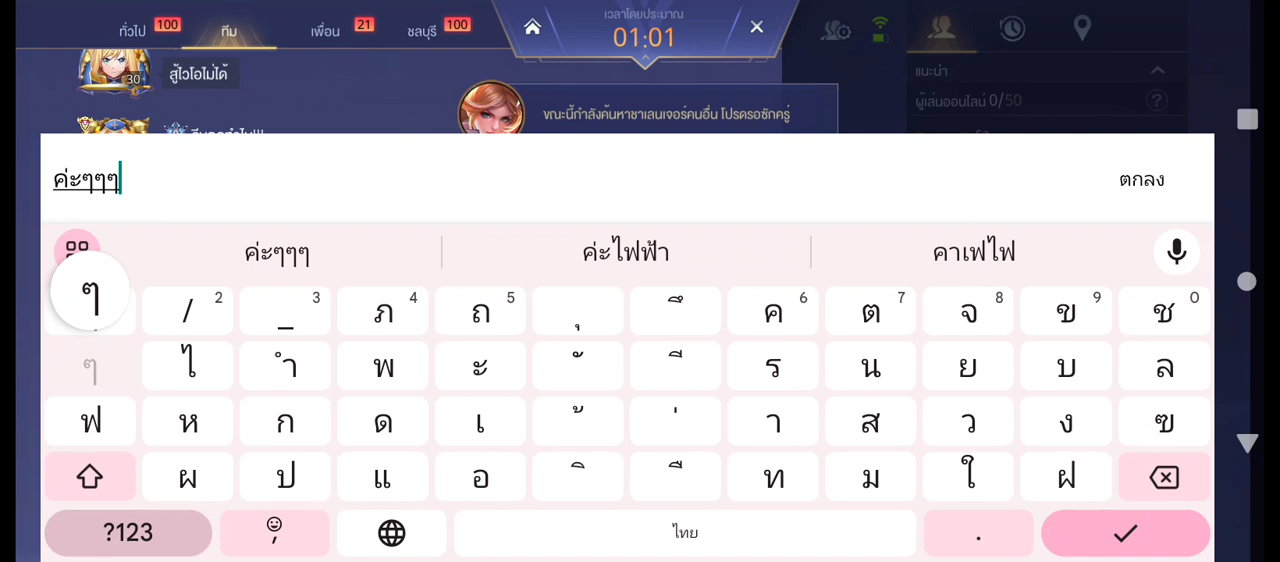 ทั่วไป 100 ทีม เพื่อน 21 ชลบุรี 100
เวลาโดยประมาณ
01:01
แนะนำ
30
สู้ไวโอไม่ได้
ผู้เล่นออนไลน์ 0/50 ?
ขณะนี้กำลังค้นหาชาเลนเจอร์คนอื่น โปรดรอซักครู่
ค่ะๆๆๆ ตกลง
ค่ะๆๆๆ ค่ะไฟฟ้า คาเฟไฟ
ๆ / 2 _ 3 ภ 4 ถ 5 ุ ึ ค 6 ต 7 จ 8 ข 9 ช 0
ๆ ไ ำ พ ะ ั ี ร น ย บ ล
ฟ ห ก ด เ ้ ่ า ส ว ง ฃ
ผ ป แ อ ิ ื ท ม ใ ฝ
?123 , ไทย .